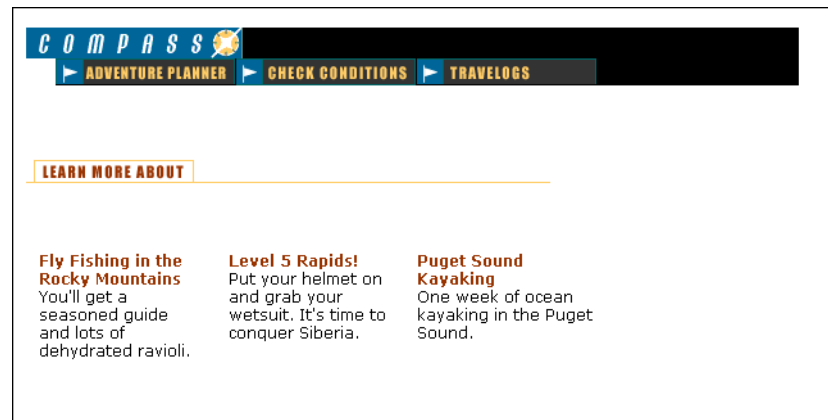 COMPASS
ADVENTURE PLANNER CHECK CONDITIONS TRAVELOGS
LEARN MORE ABOUT
Fly Fishing in the
Rocky Mountains
You'll get a
seasoned guide
and lots of
dehydrated ravioli.
Level 5 Rapids!
Put your helmet on
and grab your
wetsuit. It's time to
conquer Siberia.
Puget Sound
Kayaking
One week of ocean
kayaking in the Puget
Sound.